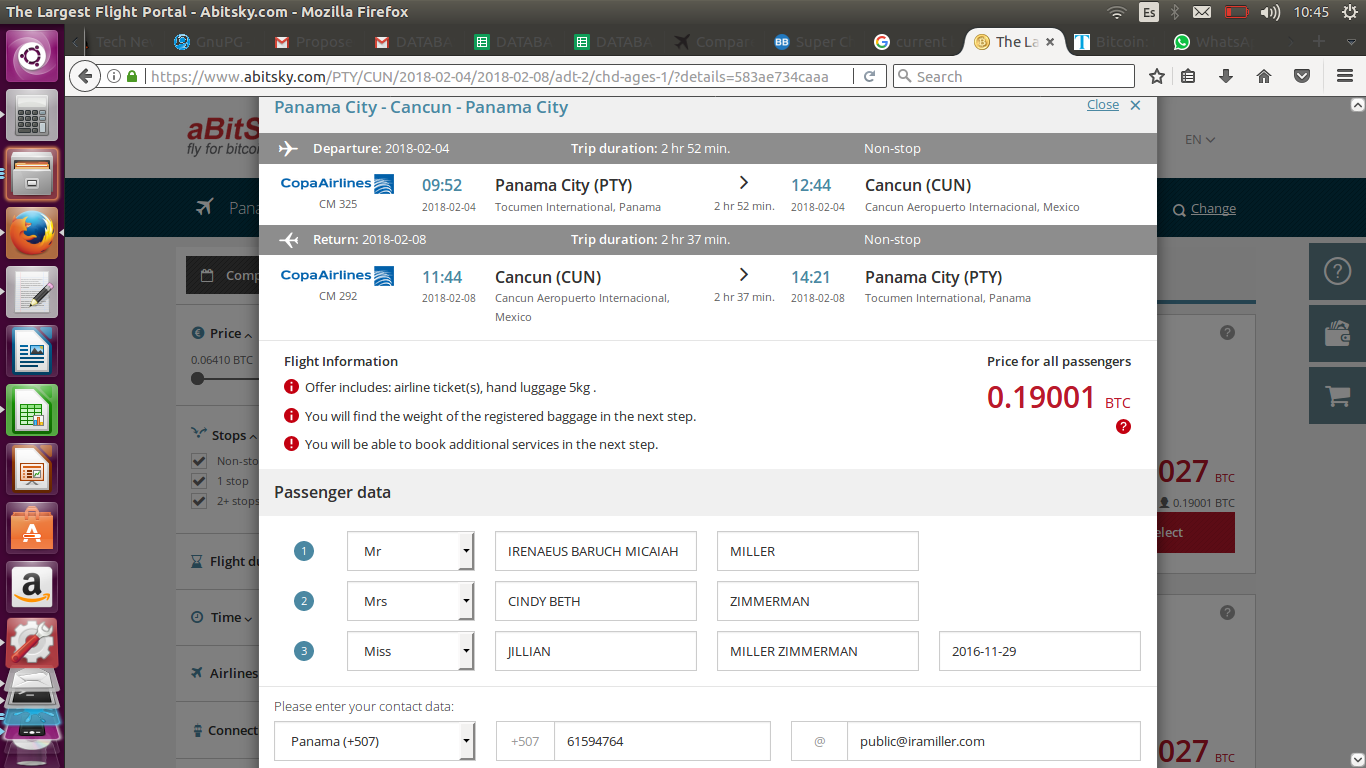 The Largest Flight Portal - Abitsky.com - Mozilla Firefox
Es
10:45
Tech Ne
GnuPG
Propose
DATABA
DATABA
DATABA
Compa
BB Super C
current
The La
Bitcoin
WhatsA
https://www.abitsky.com/PTY/CUN/2018-02-04/2018-02-08/adt-2/chd-ages-1/?details=583ae734caaa
Search
aBitS
fly for bitco
EN
Pana
Change
Panama City - Cancun - Panama City
Close
Departure: 2018-02-04 Trip duration: 2 hr 52 min. Non-stop
CopaAirlines 09:52 Panama City (PTY) 12:44 Cancun (CUN)
CM 325 2018-02-04 Tocumen International, Panama 2 hr 52 min. 2018-02-04 Cancun Aeropuerto Internacional, Mexico
Return: 2018-02-08 Trip duration: 2 hr 37 min. Non-stop
CopaAirlines 11:44 Cancun (CUN) 14:21 Panama City (PTY)
CM 292 2018-02-08 Cancun Aeropuerto Internacional, 2 hr 37 min. 2018-02-08 Tocumen International, Panama
Mexico
Comp
Price
0.06410 BTC
Stops
Non-sto
1 stop
2+ stops
Flight du
Time
Airlines
Connect
Flight Information
Offer includes: airline ticket(s), hand luggage 5kg .
You will find the weight of the registered baggage in the next step.
You will be able to book additional services in the next step.
Price for all passengers
0.19001 BTC
027 BTC
0.19001 BTC
elect
027 BTC
Passenger data
1 Mr IRENAEUS BARUCH MICAIAH MILLER
2 Mrs CINDY BETH ZIMMERMAN
3 Miss JILLIAN MILLER ZIMMERMAN 2016-11-29
Please enter your contact data:
Panama (+507) +507 61594764 @ public@iramiller.com